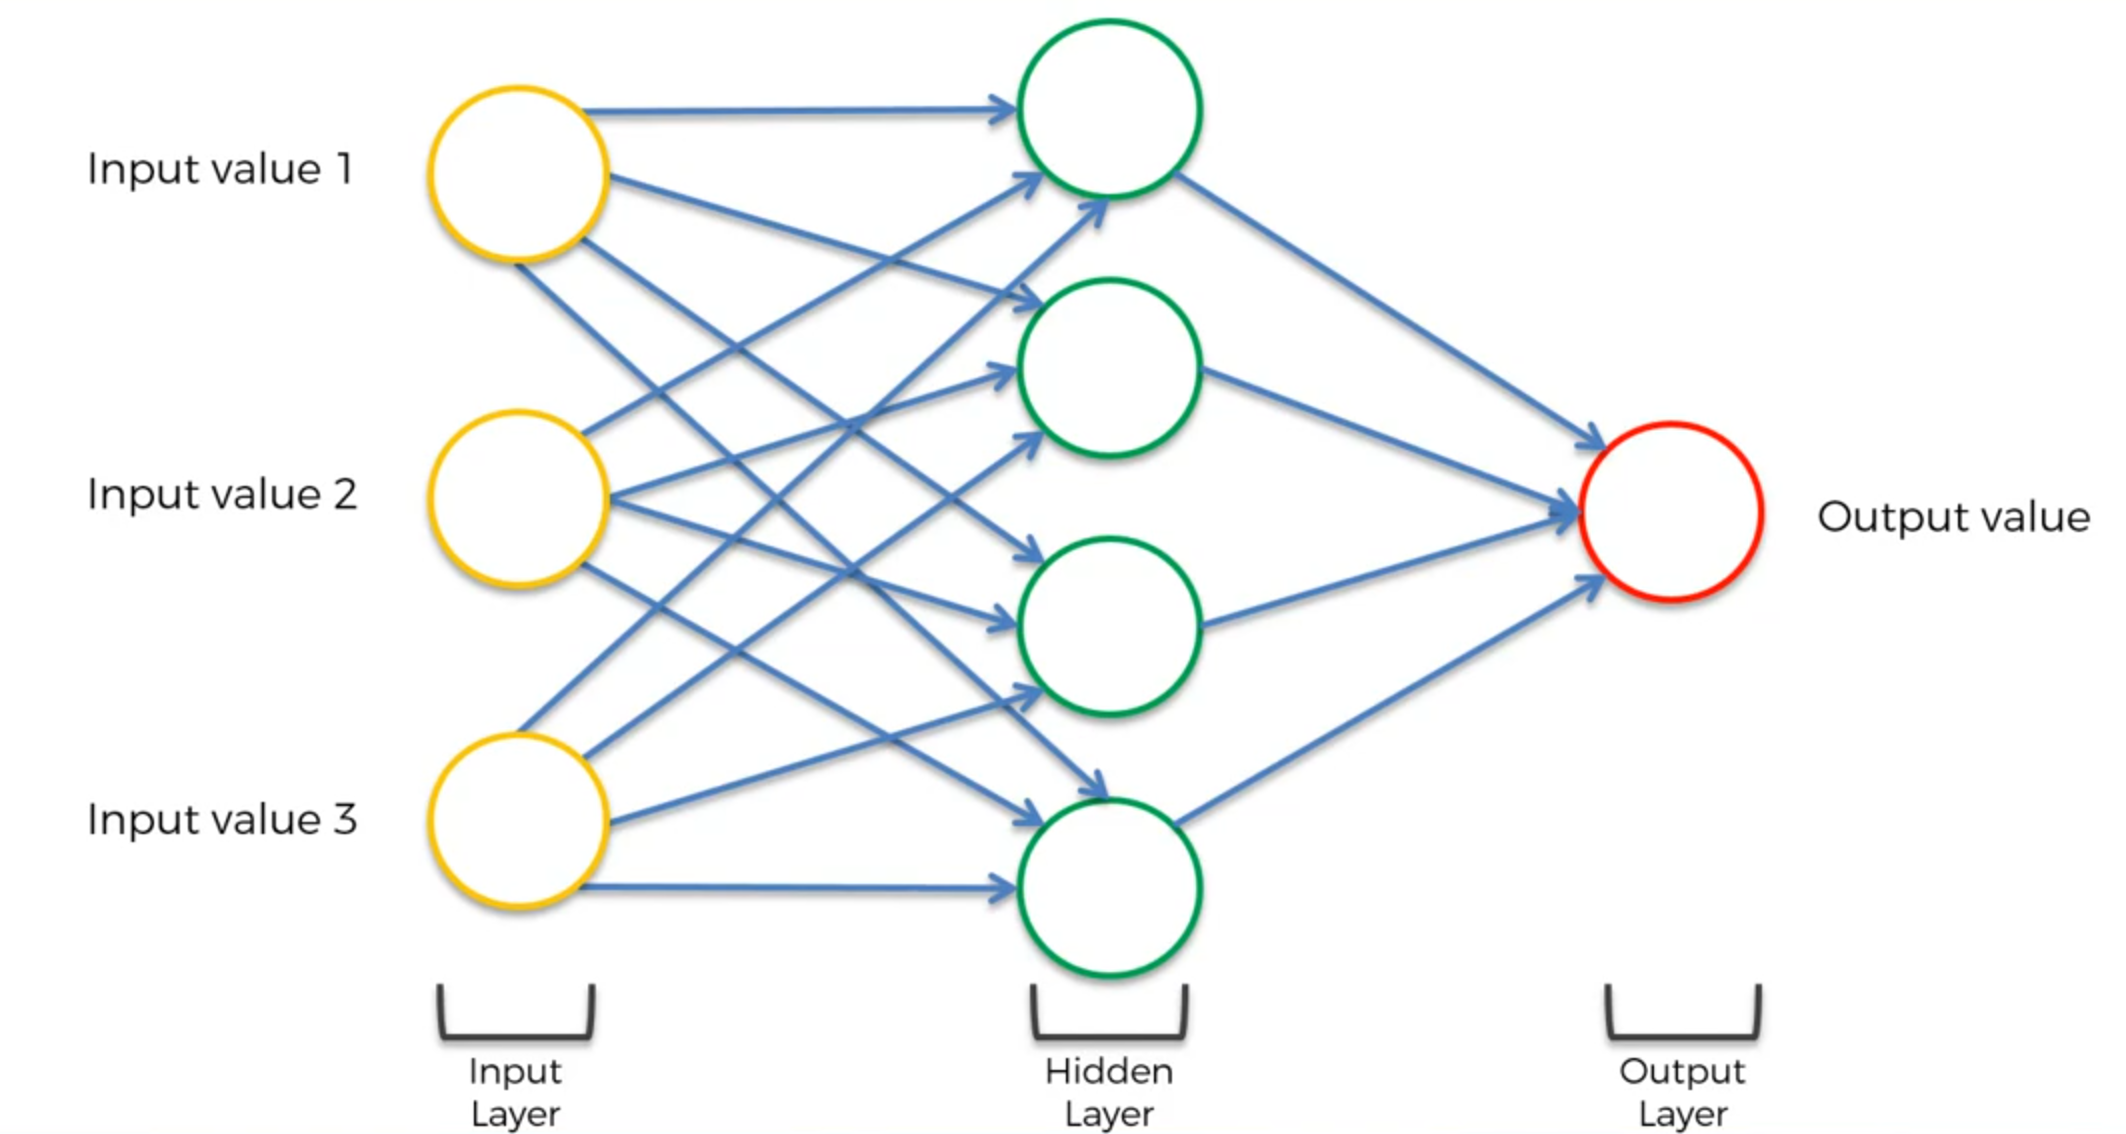 Input value 1
Input value 2
Output value
Input value 3
Input
Layer
Hidden
Layer
Output
Layer